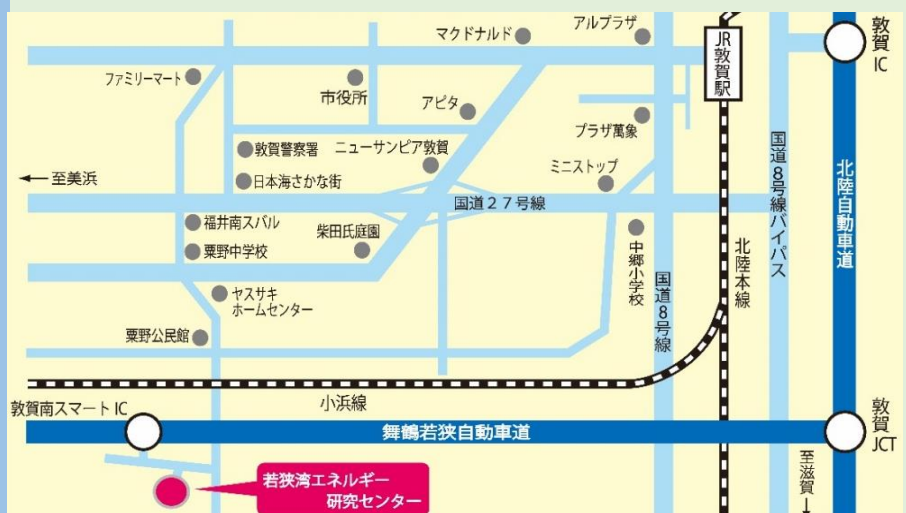 マクドナルド
アルプラザ
JR敦賀駅
敦賀
IC
ファミリーマート
市役所
アピタ
プラザ萬象
敦賀警察署
ニューサンピア敦賀
ミニストップ
国道8号線バイパス
北陸自動車道
←至美浜
日本海さかな街
国道27号線
福井南スバル
柴田氏庭園
粟野中学校
中郷小学校
国道8号線
北陸本線
ヤスサキ
ホームセンター
粟野公民館
小浜線
敦賀南スマートIC
舞鶴若狭自動車道
敦賀
JCT
至滋賀→
若狭湾エネルギー
研究センター